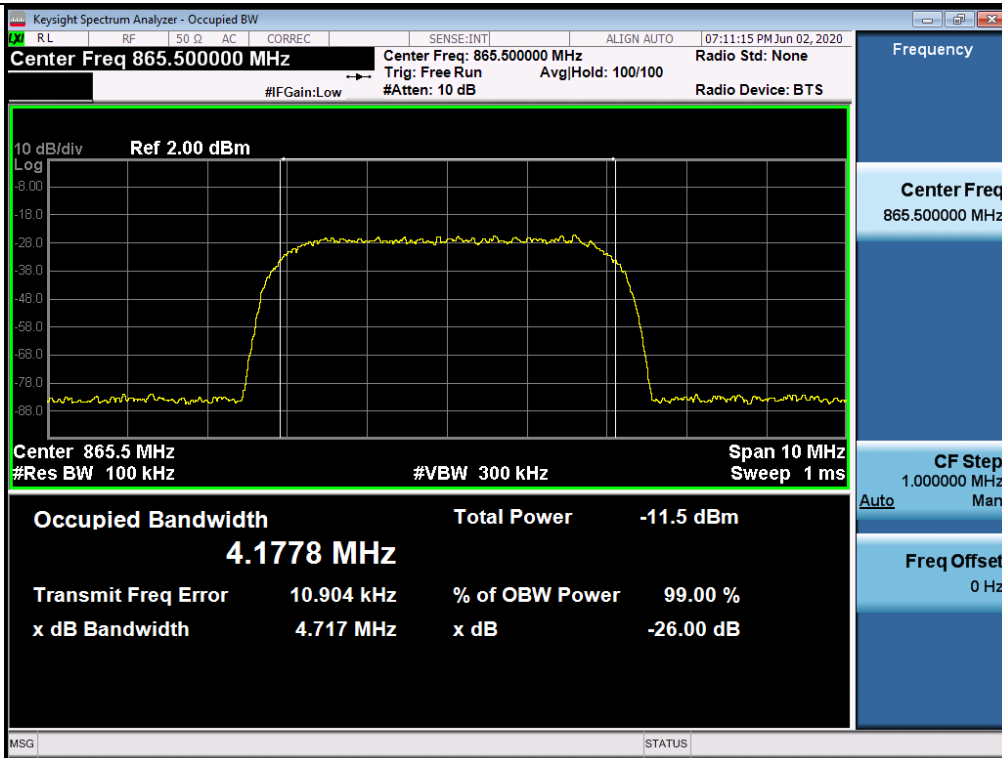 Keysight Spectrum Analyzer - Occupied BW
LXI RL RF 50 Ω AC CORREC SENSE:INT ALIGN AUTO 07:11:15 PM Jun 02, 2020
Center Freq 865.500000 MHz
Center Freq: 865.500000 MHz Radio Std: None
Trig: Free Run Avg|Hold: 100/100
#IFGain:Low #Atten: 10 dB Radio Device: BTS
10 dB/div Ref 2.00 dBm
Log
-8.00
-18.0
-28.0
-38.0
-48.0
-58.0
-68.0
-78.0
-88.0
Center 865.5 MHz Span 10 MHz
#Res BW 100 kHz #VBW 300 kHz Sweep 1 ms
Occupied Bandwidth Total Power -11.5 dBm
4.1778 MHz
Transmit Freq Error 10.904 kHz % of OBW Power 99.00 %
x dB Bandwidth 4.717 MHz x dB -26.00 dB
MSG STATUS
Frequency
Center Freq
865.500000 MHz
CF Step
1.000000 MHz
Auto Man
Freq Offset
0 Hz